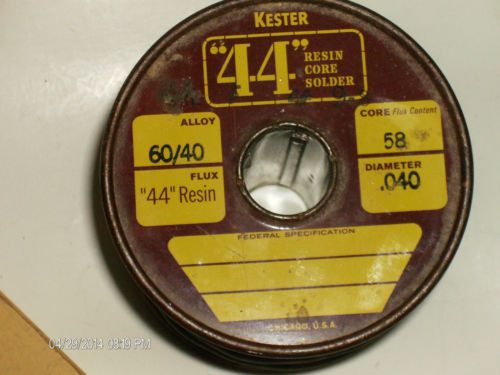 KESTER
"44"
RESIN
CORE
SOLDER
ALLOY
60/40
FLUX
"44" Resin
CORE Flux Content
58
DIAMETER
.040
FEDERAL SPECIFICATION
CHICAGO, U.S.A.
04/29/2014 03:19 PM